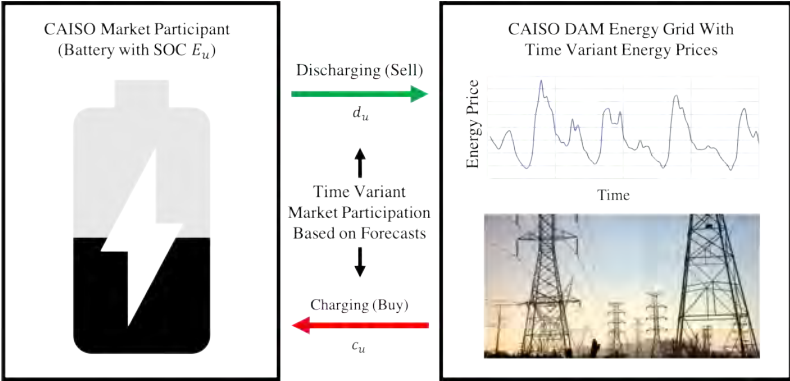 CAISO Market Participant
(Battery with SOC E_u)
Discharging (Sell)
d_u
Time Variant
Market Participation
Based on Forecasts
Charging (Buy)
c_u
CAISO DAM Energy Grid With
Time Variant Energy Prices
Energy Price
Time